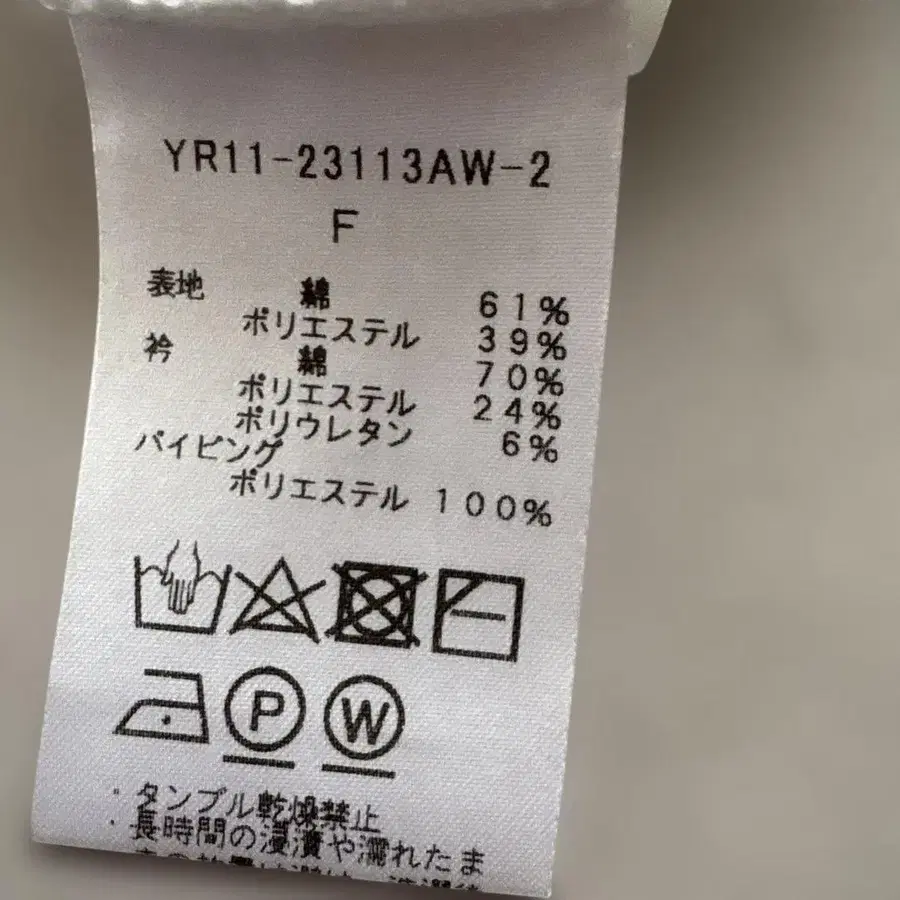 YR11-23113AW-2
F
表地 綿 61%
ポリエステル 39%
衿 綿 70%
ポリエステル 24%
ポリウレタン 6%
パイピング
ポリエステル 100%
P W
・タンブル乾燥禁止
・長時間の浸漬や濡れたま